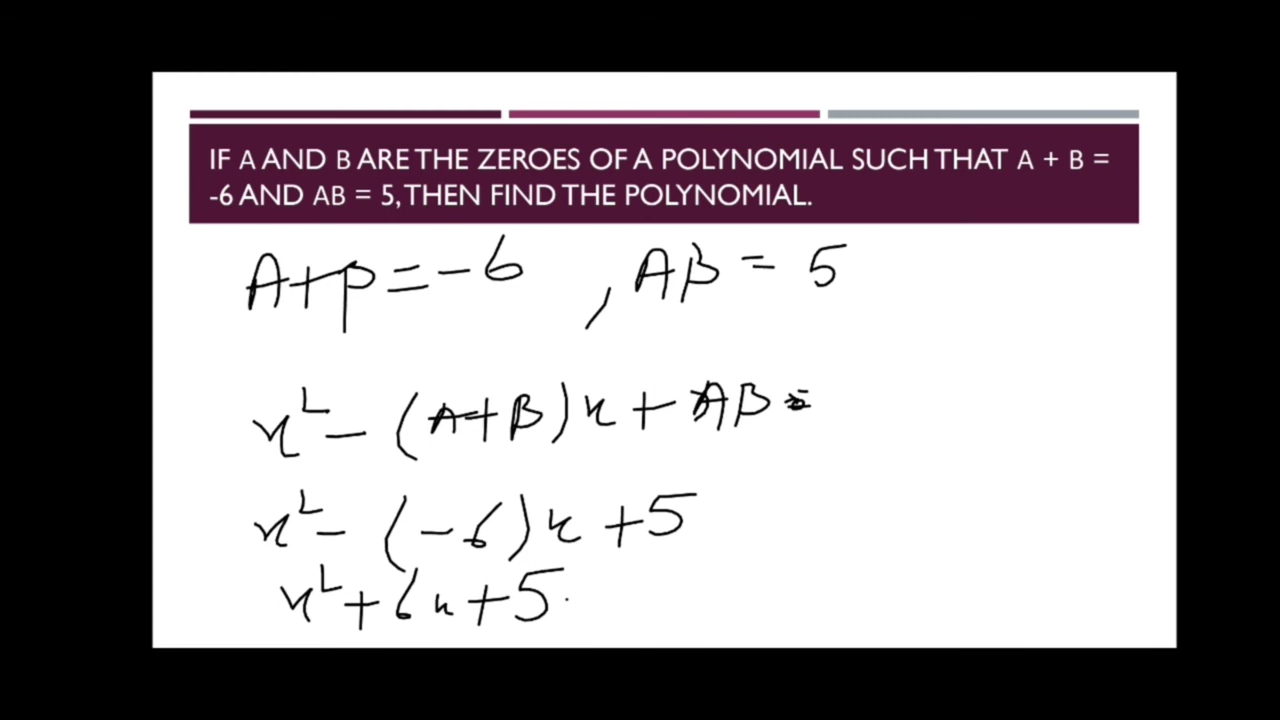 IF A AND B ARE THE ZEROES OF A POLYNOMIAL SUCH THAT A + B =
-6 AND AB = 5, THEN FIND THE POLYNOMIAL.
A+β=-6 , Aβ = 5
x² - (A+β)x + Aβ =
x² - (-6)x + 5
x² + 6x + 5.